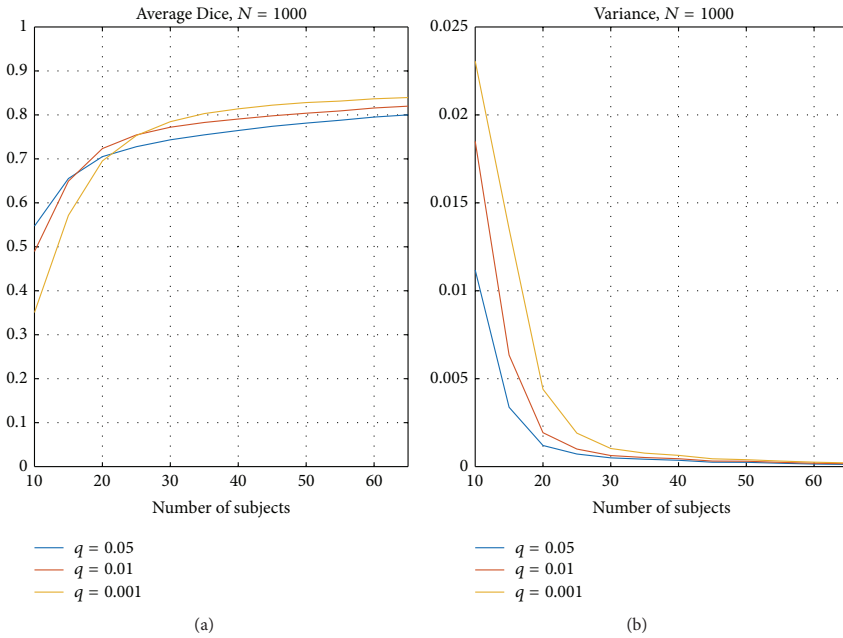 Average Dice, N = 1000
1
0.9
0.8
0.7
0.6
0.5
0.4
0.3
0.2
0.1
0
10 20 30 40 50 60
Number of subjects
q = 0.05
q = 0.01
q = 0.001
(a)
Variance, N = 1000
0.025
0.02
0.015
0.01
0.005
0
10 20 30 40 50 60
Number of subjects
q = 0.05
q = 0.01
q = 0.001
(b)